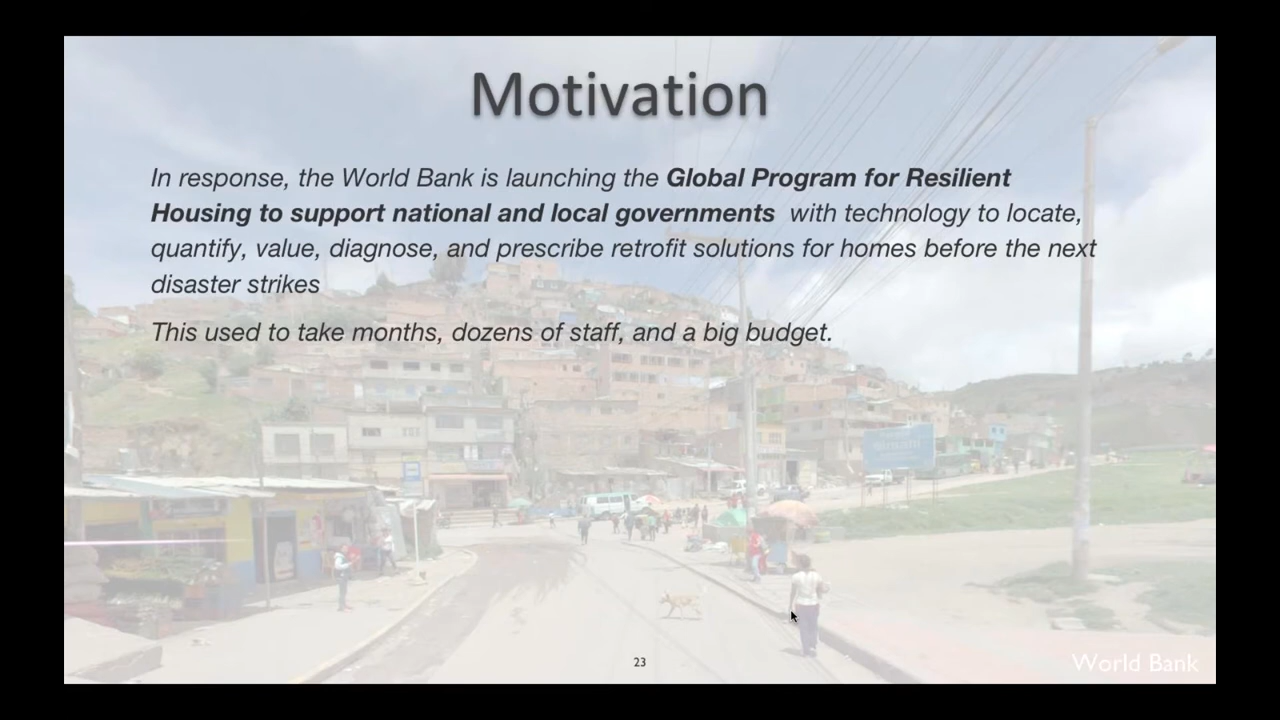 Motivation
In response, the World Bank is launching the Global Program for Resilient
Housing to support national and local governments with technology to locate,
quantify, value, diagnose, and prescribe retrofit solutions for homes before the next
disaster strikes
This used to take months, dozens of staff, and a big budget.
23
World Bank